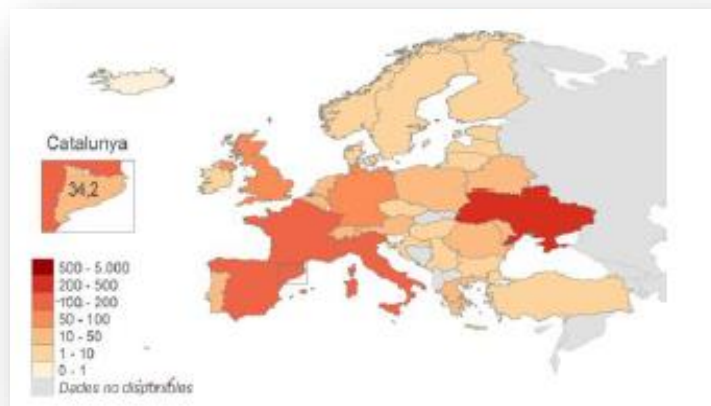 Catalunya
34,2
500 - 5.000
200 - 500
100 - 200
50 - 100
10 - 50
1 - 10
0 - 1
Dades no disponibles